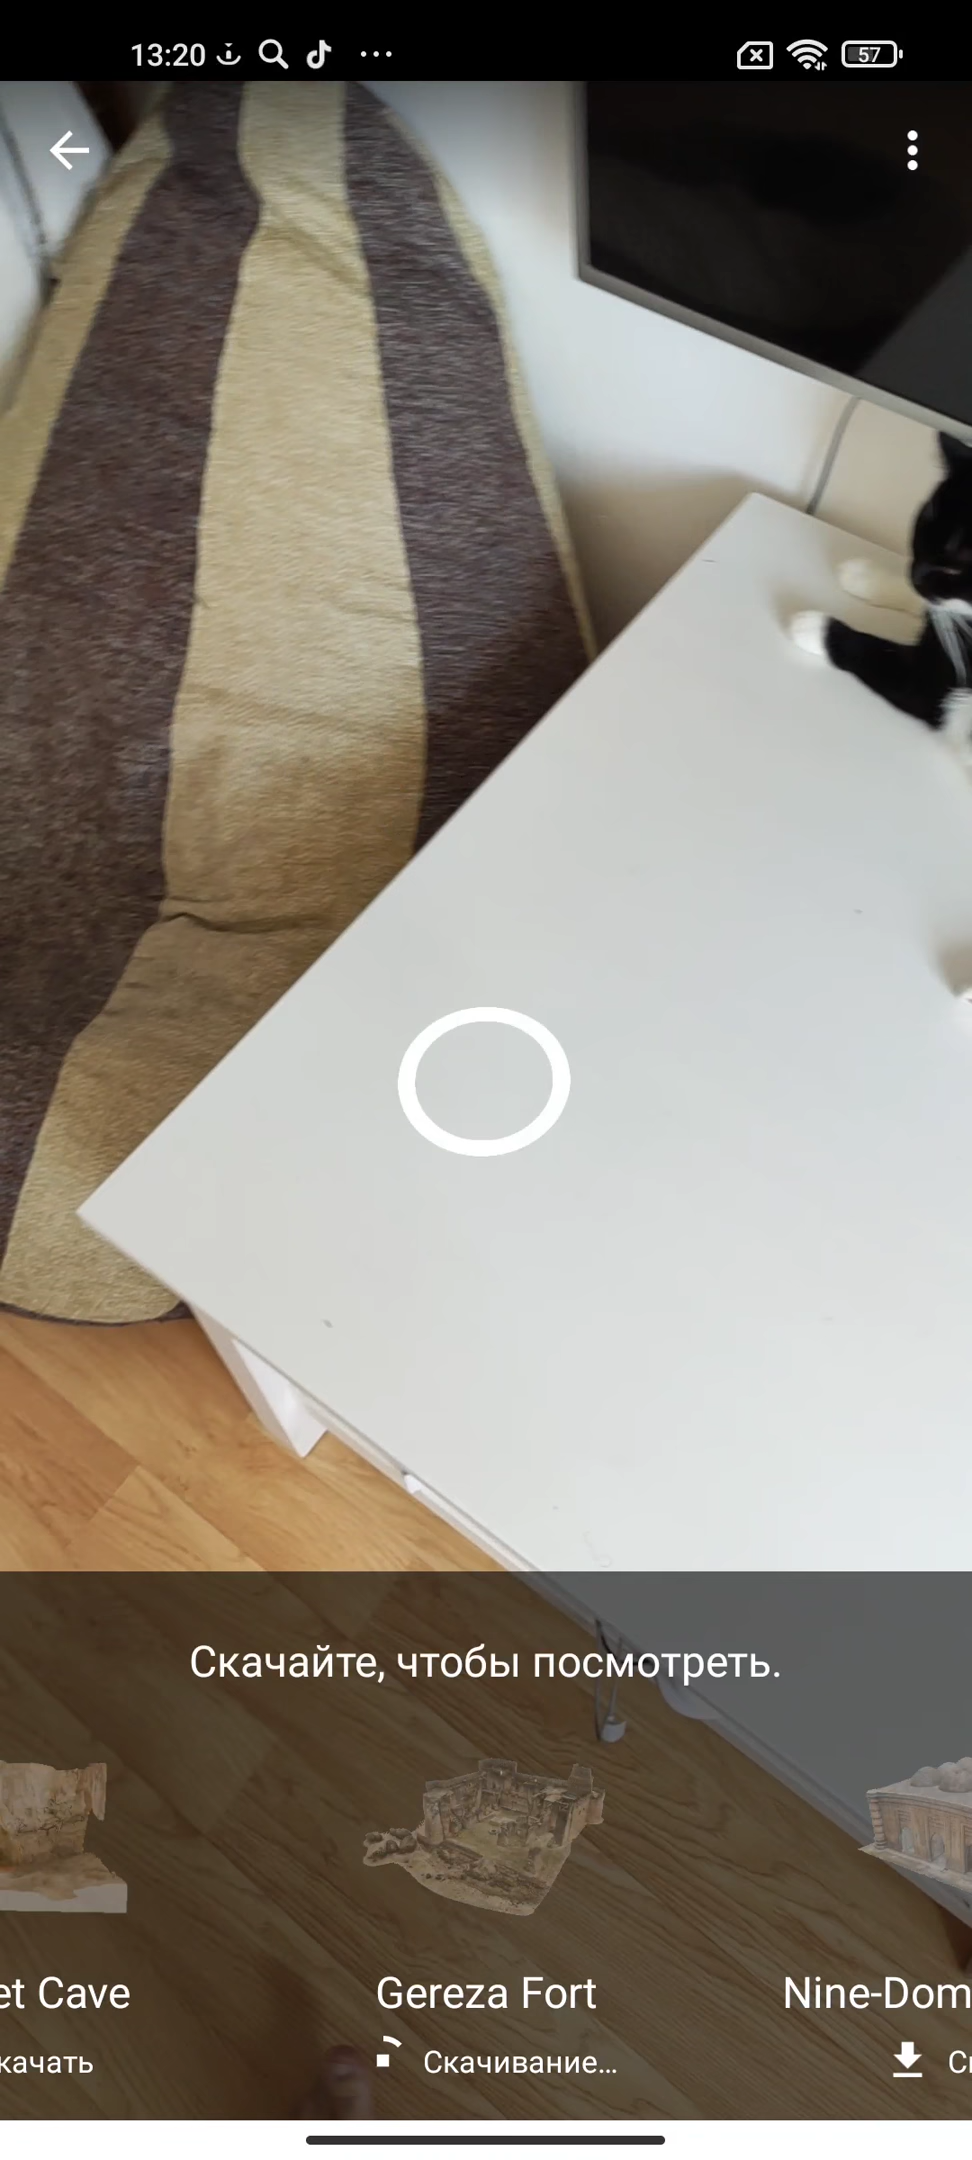 13:20
57
Скачайте, чтобы посмотреть.
et Cave
Gereza Fort
Nine-Dom
качать
Скачивание...